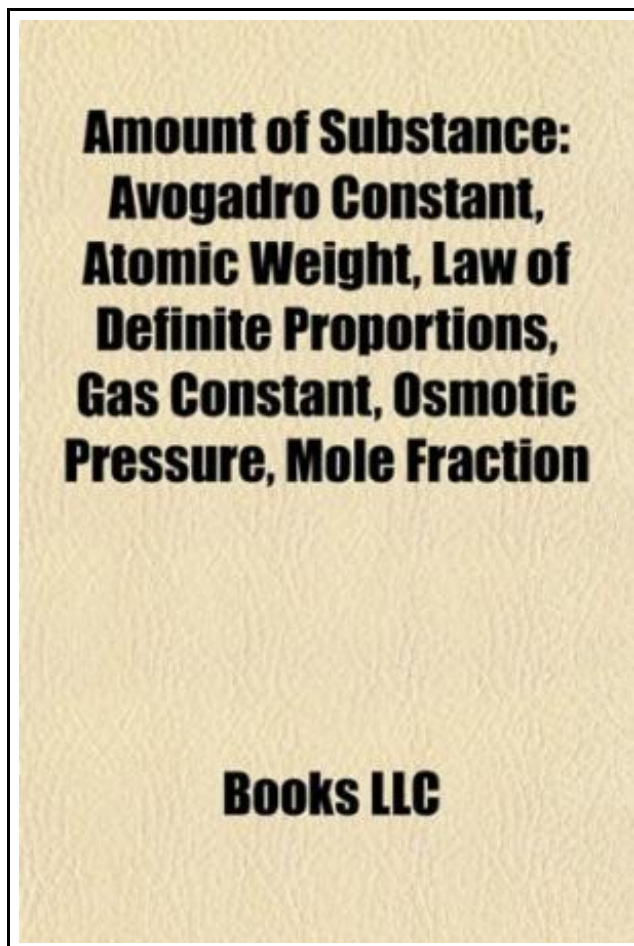 Amount of Substance:
Avogadro Constant,
Atomic Weight, Law of
Definite Proportions,
Gas Constant, Osmotic
Pressure, Mole Fraction
Books LLC